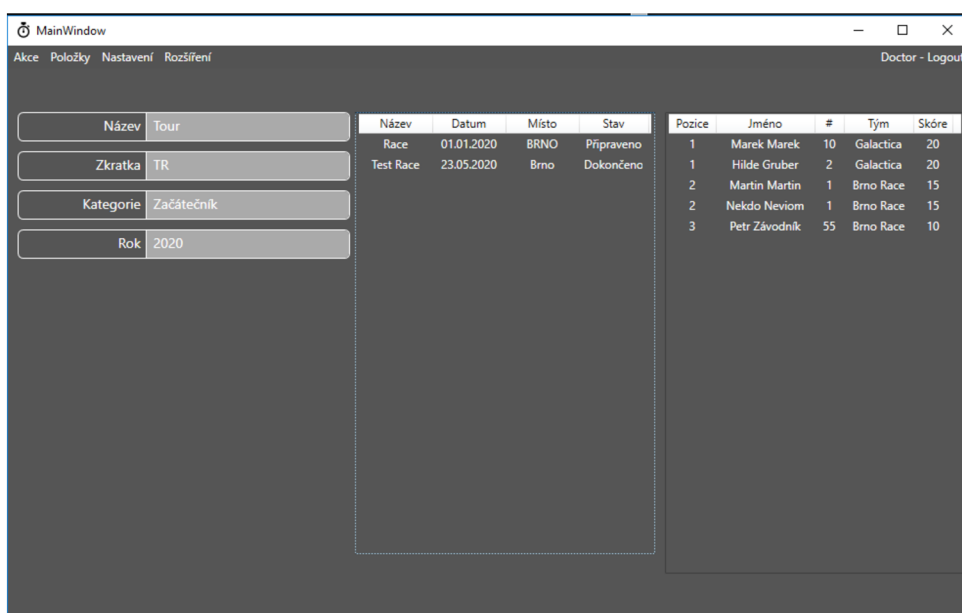 MainWindow
Akce Položky Nastavení Rozšíření Doctor - Logout
Název Tour
Zkratka TR
Kategorie Začátečník
Rok 2020
Název Datum Místo Stav
Race 01.01.2020 BRNO Připraveno
Test Race 23.05.2020 Brno Dokončeno
Pozice Jméno # Tým Skóre
1 Marek Marek 10 Galactica 20
1 Hilde Gruber 2 Galactica 20
2 Martin Martin 1 Brno Race 15
2 Nekdo Neviom 1 Brno Race 15
3 Petr Závodník 55 Brno Race 10